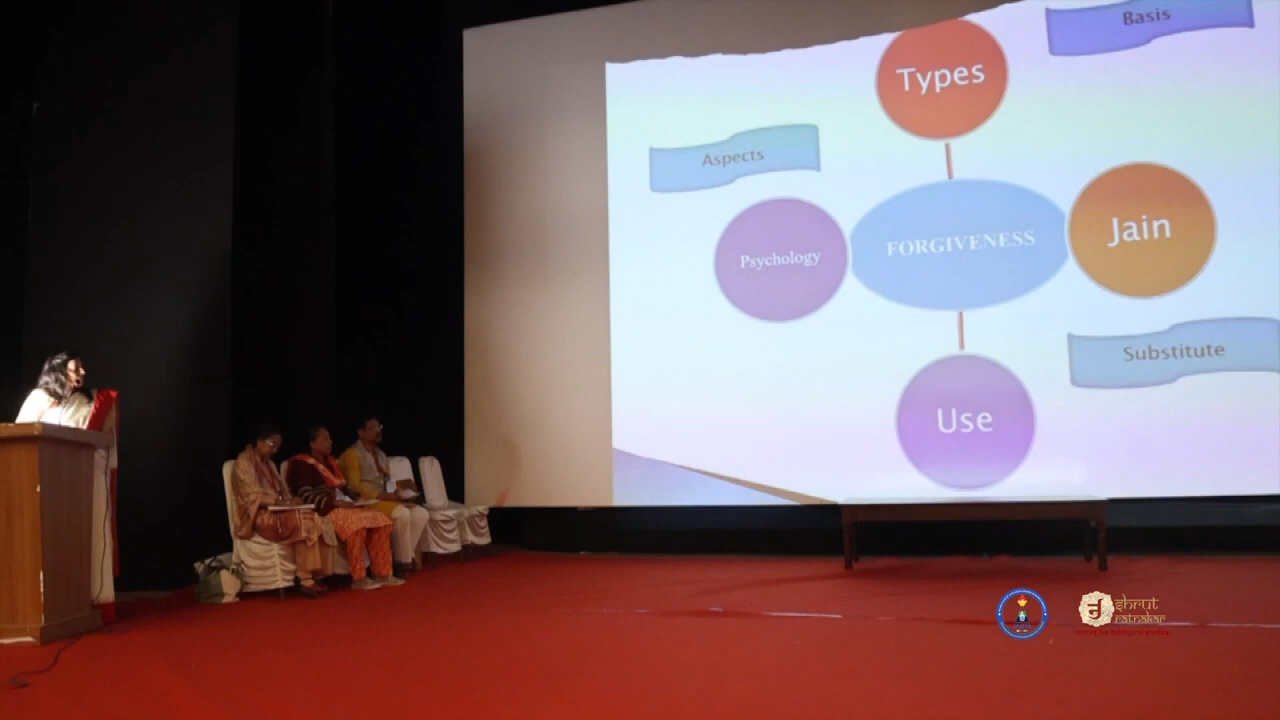 Basis
Types
Aspects
Jain
FORGIVENESS
Psychology
Substitute
Use
shrut
ratnakar